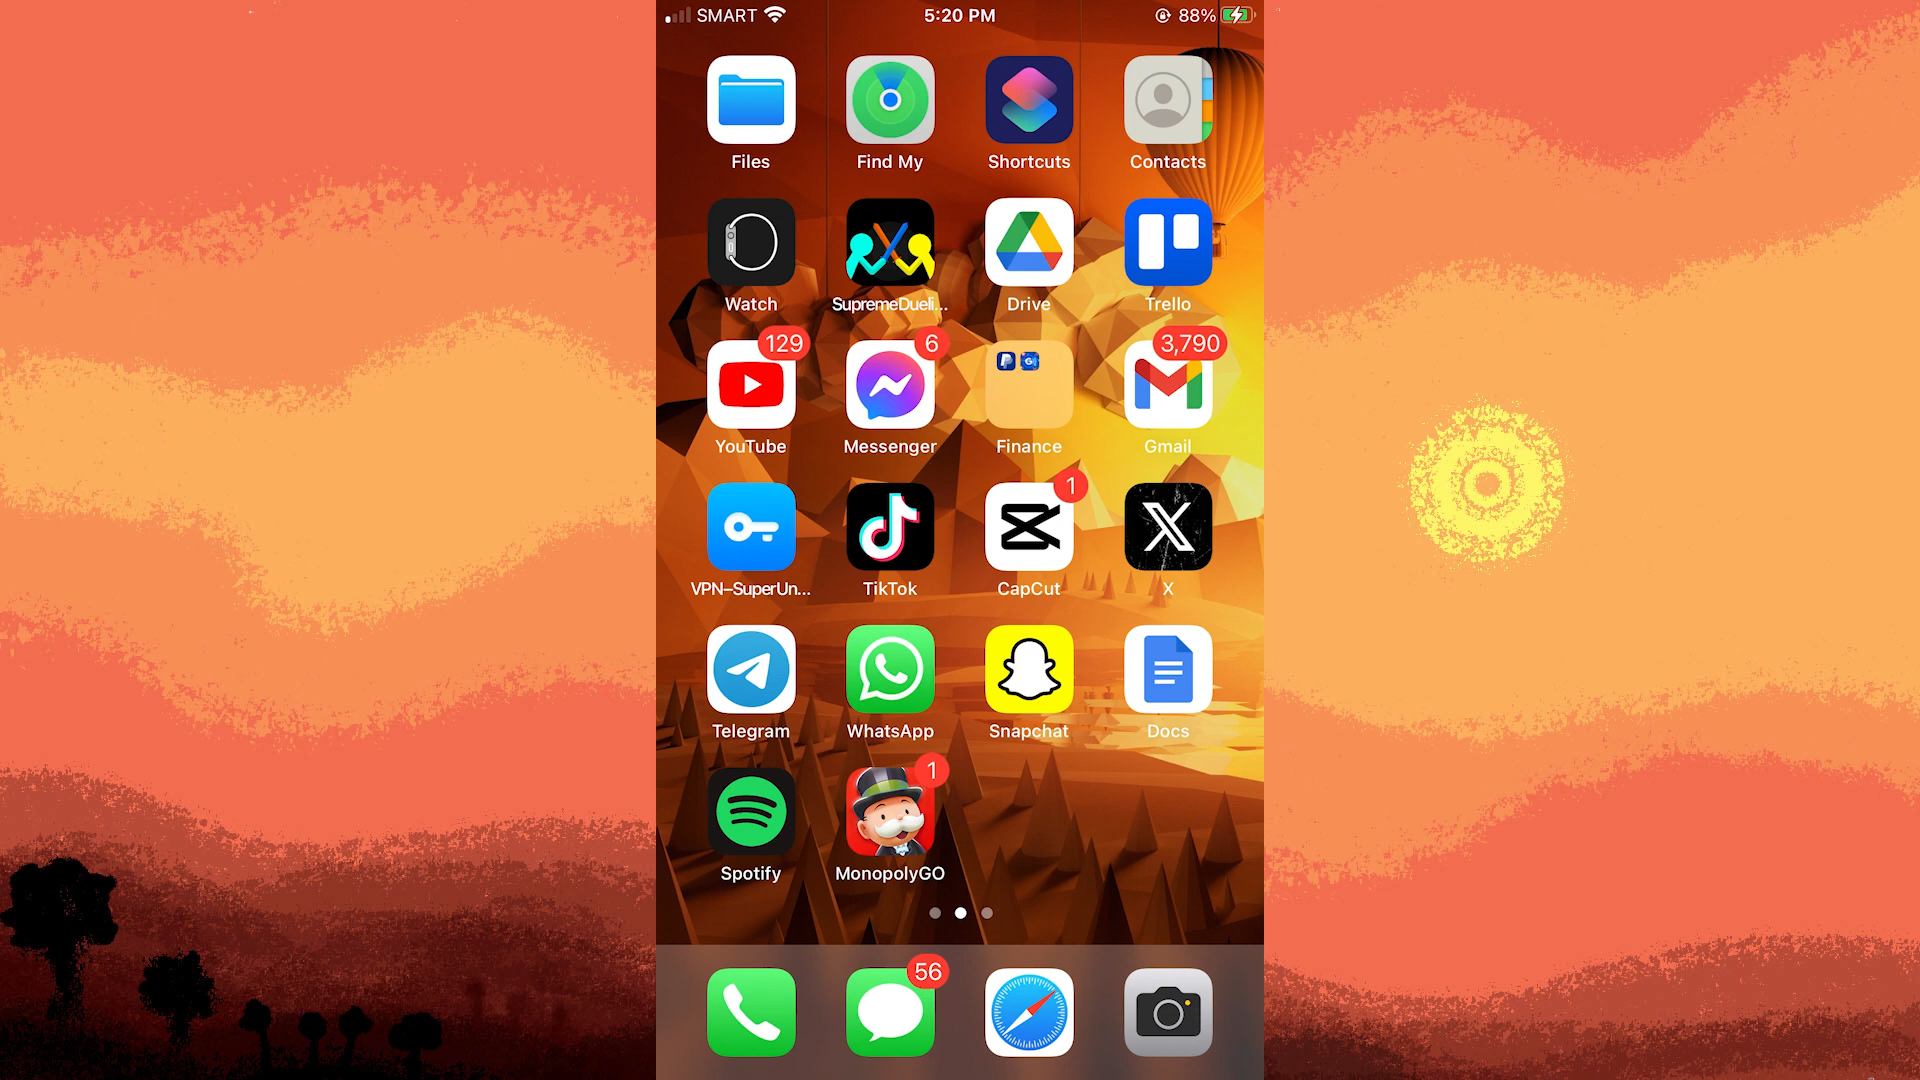 SMART 5:20 PM 88%
Files Find My Shortcuts Contacts
Watch SupremeDueli... Drive Trello
129 6 3,790
YouTube Messenger Finance Gmail
1
VPN–SuperUn... TikTok CapCut X
Telegram WhatsApp Snapchat Docs
1
Spotify MonopolyGO
56